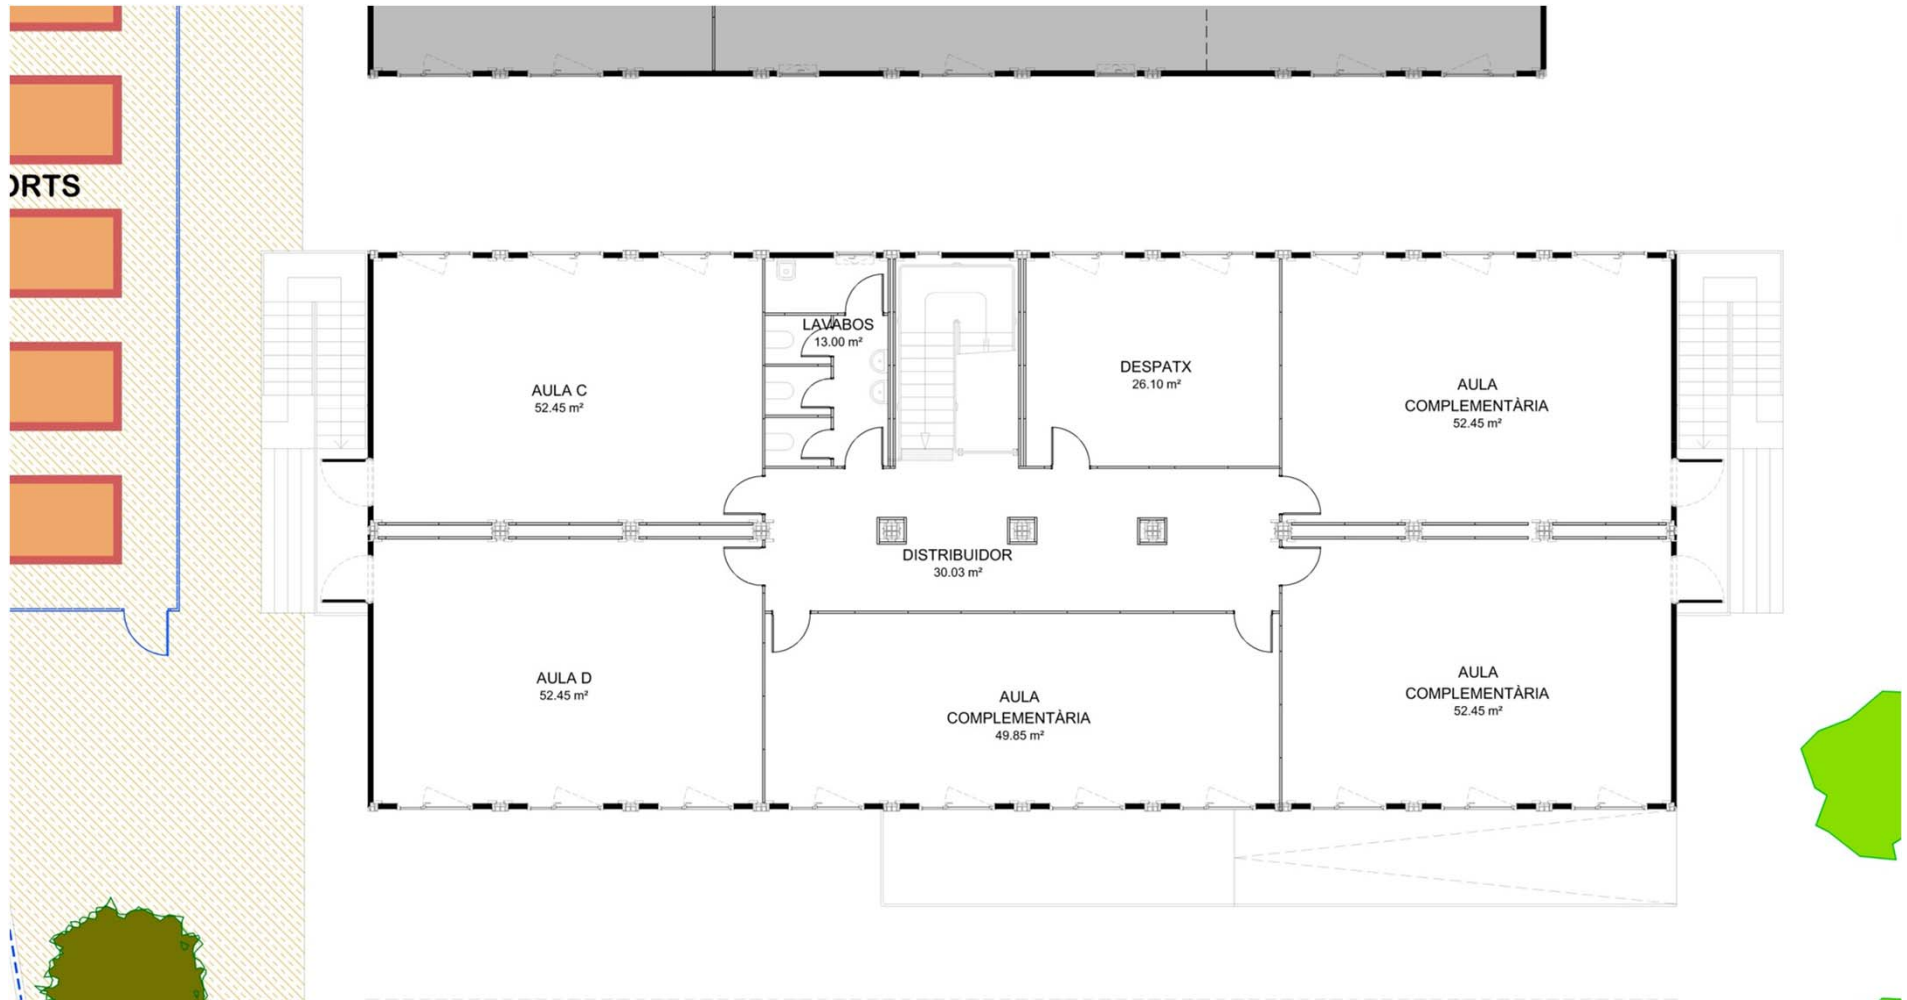 ORTS
LAVABOS
13.00 m²
DESPATX
26.10 m²
AULA C
52.45 m²
AULA
COMPLEMENTÀRIA
52.45 m²
DISTRIBUIDOR
30.03 m²
AULA D
52.45 m²
AULA
COMPLEMENTÀRIA
49.85 m²
AULA
COMPLEMENTÀRIA
52.45 m²